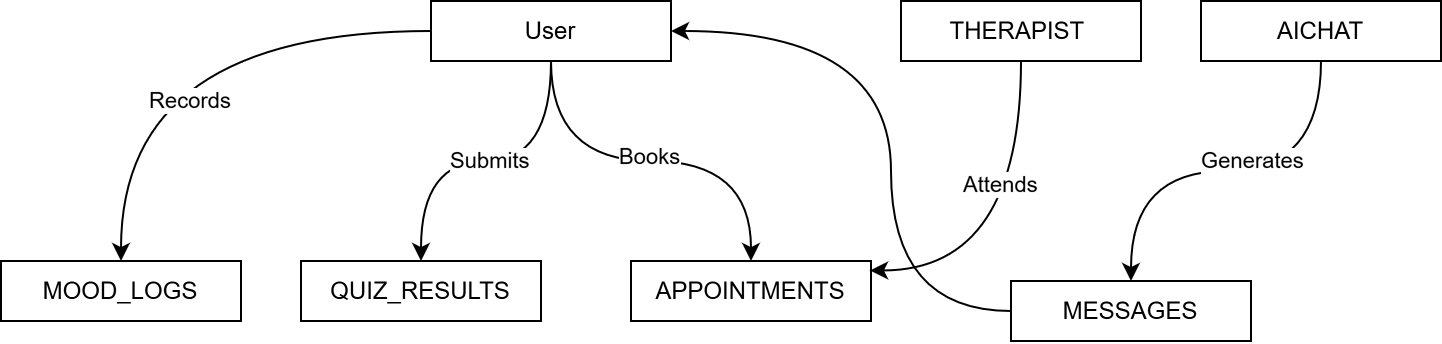 User
THERAPIST
AICHAT
Records
Submits
Books
Attends
Generates
MOOD_LOGS
QUIZ_RESULTS
APPOINTMENTS
MESSAGES